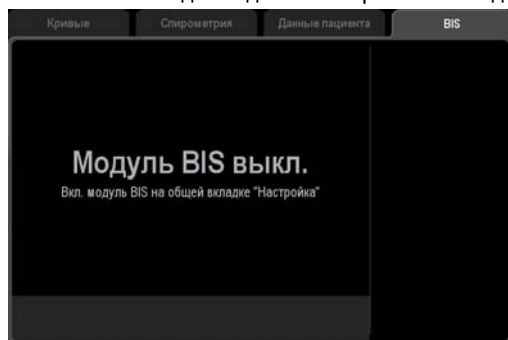 Кривые Спирометрия Данные пациента BIS
Модуль BIS выкл.
Вкл. модуль BIS на общей вкладке "Настройка"